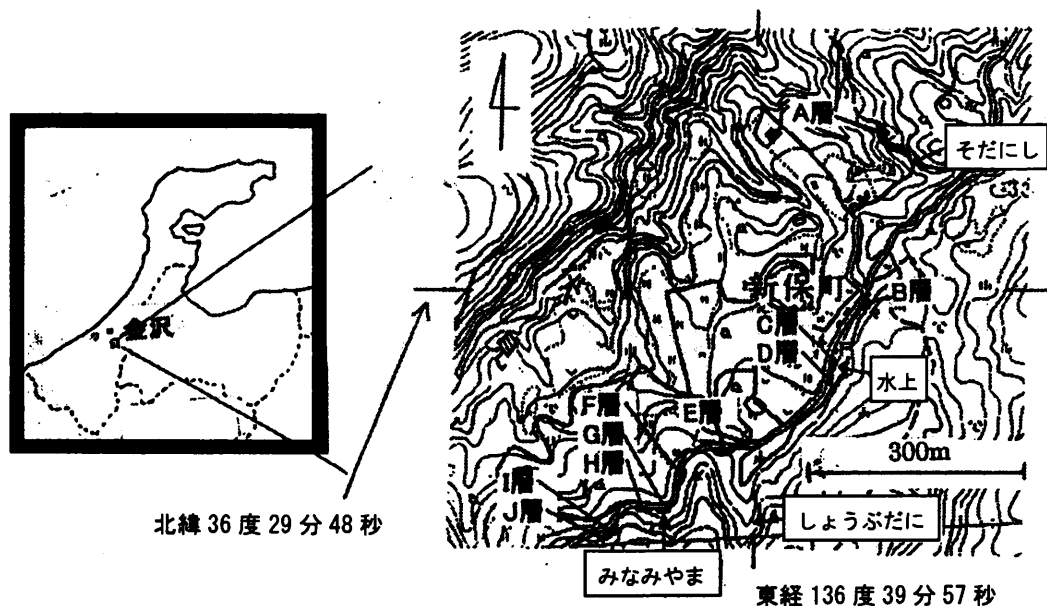 金沢
北緯 36 度 29 分 48 秒
A層
そだにし
新保町
B層
C層
D層
水上
F層
E層
G層
H層
300m
I層
J層
しょうぶだに
みなみやま
東経 136 度 39 分 57 秒